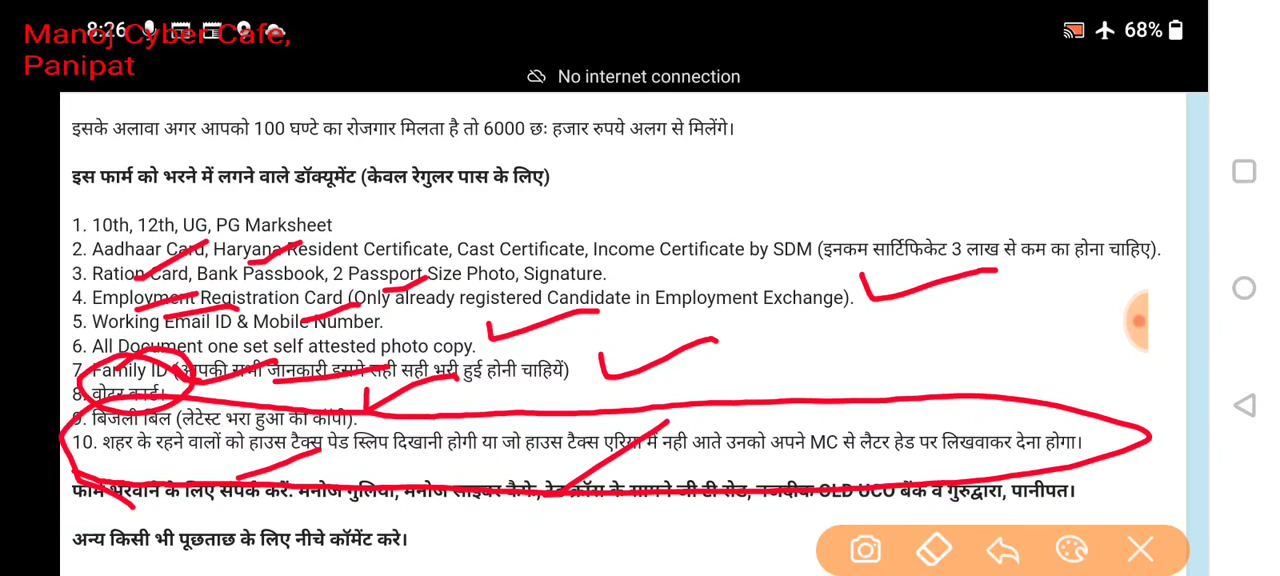 8:26
68%
Manoj Cyber Cafe,
Panipat
No internet connection
इसके अलावा अगर आपको 100 घण्टे का रोजगार मिलता है तो 6000 छः हजार रुपये अलग से मिलेंगे।
इस फार्म को भरने में लगने वाले डॉक्यूमेंट (केवल रेगुलर पास के लिए)
1. 10th, 12th, UG, PG Marksheet
2. Aadhaar Card, Haryana Resident Certificate, Cast Certificate, Income Certificate by SDM (इनकम सार्टिफिकेट 3 लाख से कम का होना चाहिए).
3. Ration Card, Bank Passbook, 2 Passport Size Photo, Signature.
4. Employment Registration Card (Only already registered Candidate in Employment Exchange).
5. Working Email ID & Mobile Number.
6. All Document one set self attested photo copy.
7. Family ID (आपकी सभी जानकारी इसमे सही सही भरी हुई होनी चाहियें)
8. वोटर कार्ड।
9. बिजली बिल (लेटेस्ट भरा हुआ की कॉपी).
10. शहर के रहने वालों को हाउस टैक्स पेड स्लिप दिखानी होगी या जो हाउस टैक्स एरिया में नही आते उनको अपने MC से लैटर हेड पर लिखवाकर देना होगा।
फार्म भरवाने के लिए संपर्क करें: मनोज गुलिया, मनोज साइबर कैफे, रेड क्रॉस के सामने जी टी रोड, नजदीक OLD UCO बैंक व गुरुद्वारा, पानीपत।
अन्य किसी भी पूछताछ के लिए नीचे कॉमेंट करे।